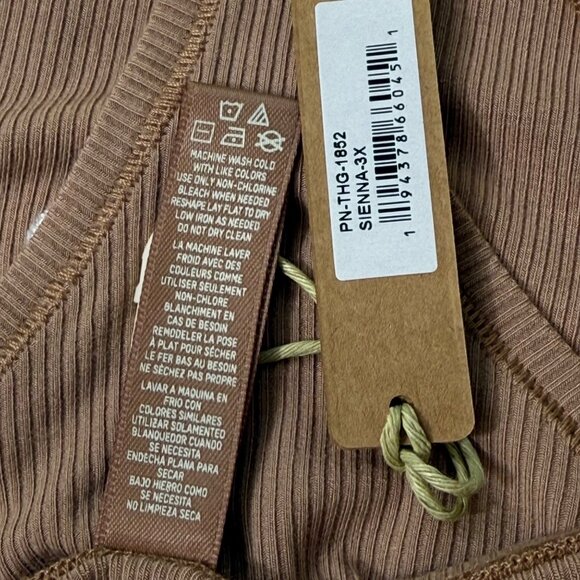 MACHINE WASH COLD
WITH LIKE COLORS
USE ONLY NON-CHLORINE
BLEACH WHEN NEEDED
RESHAPE LAY FLAT TO DRY
LOW IRON AS NEEDED
DO NOT DRY CLEAN
LA MACHINE LAVER
FROID AVEC DES
COULEURS COMME
UTILISER SEULEMENT
NON-CHLORE
BLANCHIMENT EN
CAS DE BESOIN
REMODELER LA POSE
À PLAT POUR SÉCHER
LE FER BAS AU BESOIN
NE SÉCHEZ PAS PROPRE
LAVAR A MAQUINA EN
FRIO CON
COLORES SIMILARES
UTILIZAR SOLAMENTED
BLANQUEDOR CUANDO
SE NECESITA
ENDECHA PLANA PARA
SECAR
BAJO HIERBO COMO
SE NECESITA
NO LIMPIEZA SECA
PN-THG-1852
SIENNA-3X
1 94378 66045 1